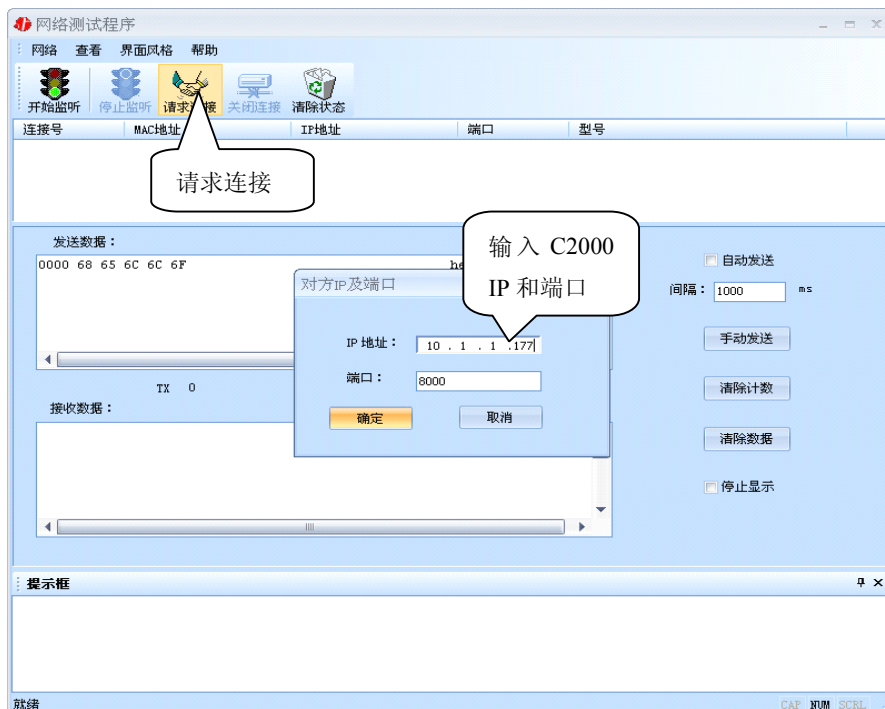 网络测试程序
网络 查看 界面风格 帮助
开始监听 停止监听 请求连接 关闭连接 清除状态
连接号 MAC地址 IP地址 端口 型号
请求连接
输入 C2000
IP 和端口
发送数据：
0000 68 65 6C 6C 6F he
对方IP及端口
IP 地址： 10 . 1 . 1 .177
端口： 8000
确定 取消
自动发送
间隔： 1000 ms
手动发送
TX 0
清除计数
接收数据：
清除数据
停止显示
提示框
就绪 CAP NUM SCRL